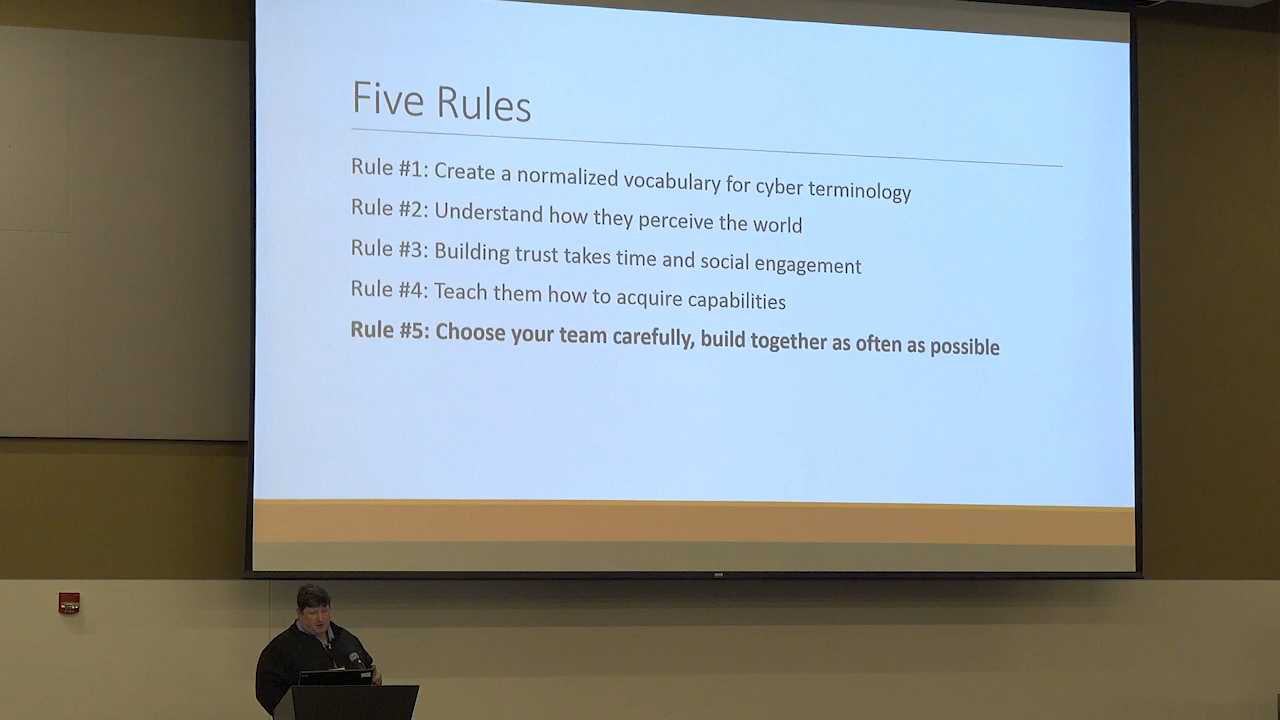 Five Rules
Rule #1: Create a normalized vocabulary for cyber terminology
Rule #2: Understand how they perceive the world
Rule #3: Building trust takes time and social engagement
Rule #4: Teach them how to acquire capabilities
Rule #5: Choose your team carefully, build together as often as possible